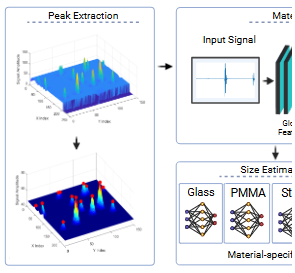 Peak Extraction
Mate
Input Signal
Signal Amplitude
X Index
Y Index
Glo
Featu
Size Estima
Glass
PMMA
St
Signal Amplitude
X Index
Y Index
Material-specif